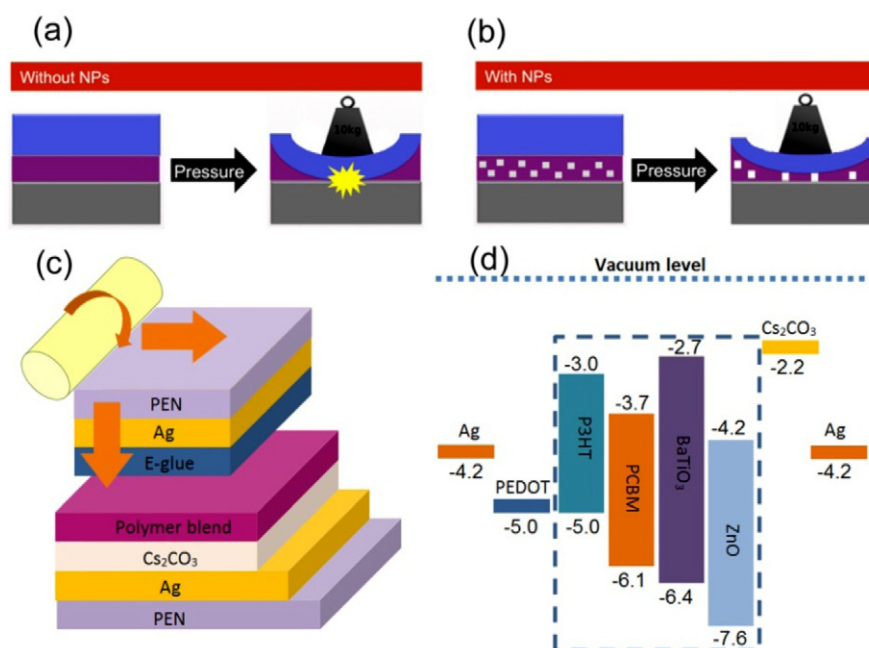 (a)
Without NPs
10kg
Pressure
(b)
With NPs
10kg
Pressure
(c)
PEN
Ag
E-glue
Polymer blend
Cs₂CO₃
Ag
PEN
(d)
Vacuum level
Ag
-4.2
PEDOT
-5.0
-3.0
P3HT
-5.0
-3.7
PCBM
-6.1
-2.7
BaTiO₃
-6.4
-4.2
ZnO
-7.6
Cs₂CO₃
-2.2
Ag
-4.2